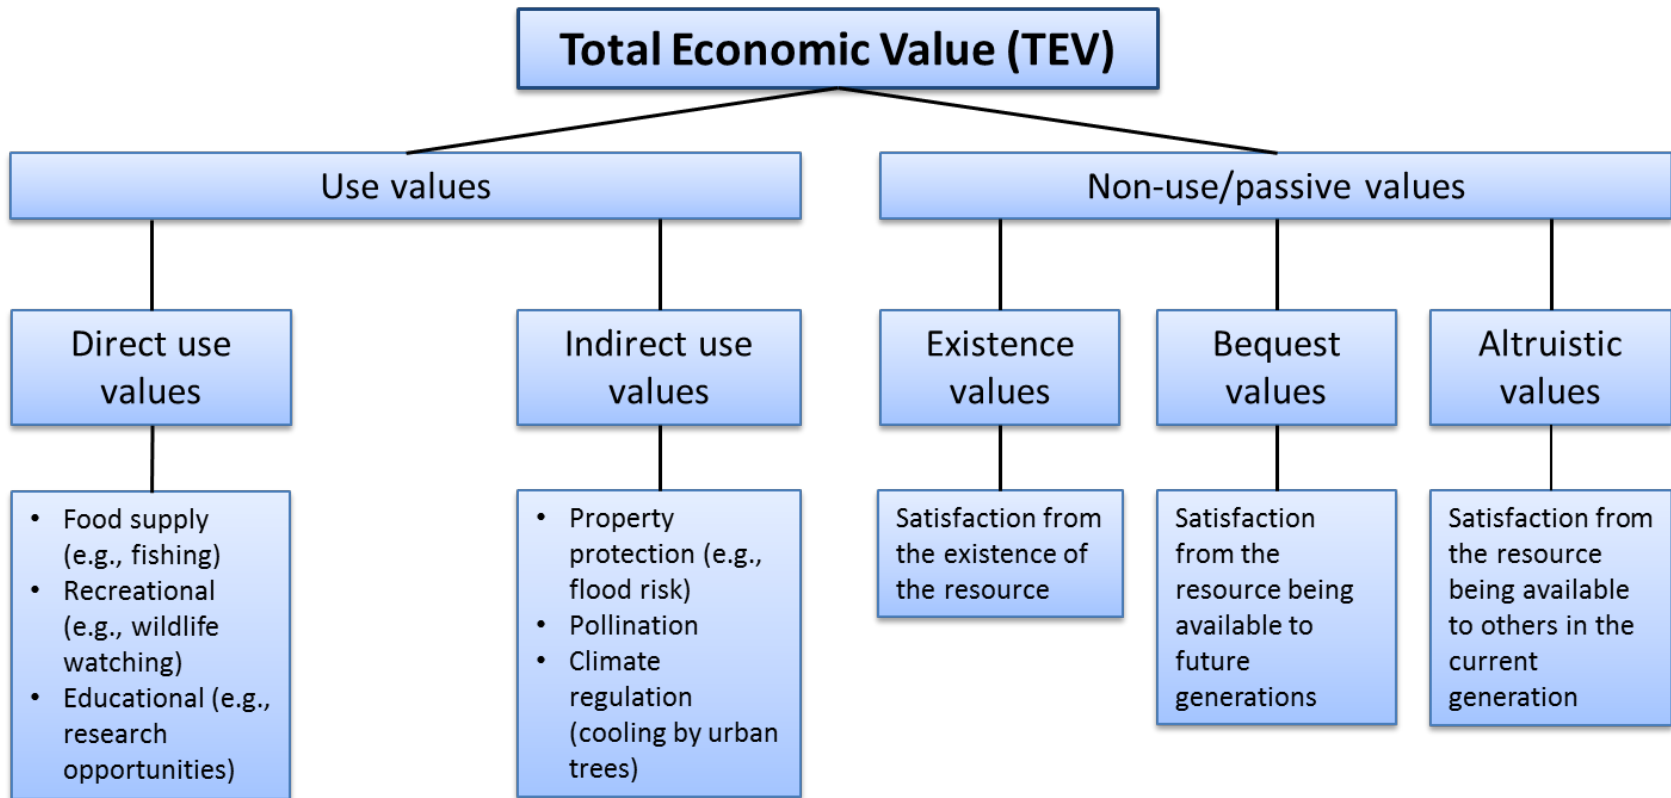 Total Economic Value (TEV)
Use values
Non-use/passive values
Direct use
values
Indirect use
values
Existence
values
Bequest
values
Altruistic
values
• Food supply
(e.g., fishing)
• Recreational
(e.g., wildlife
watching)
• Educational (e.g.,
research
opportunities)
• Property
protection (e.g.,
flood risk)
• Pollination
• Climate
regulation
(cooling by urban
trees)
Satisfaction from
the existence of
the resource
Satisfaction
from the
resource being
available to
future
generations
Satisfaction from
the resource
being available
to others in the
current
generation